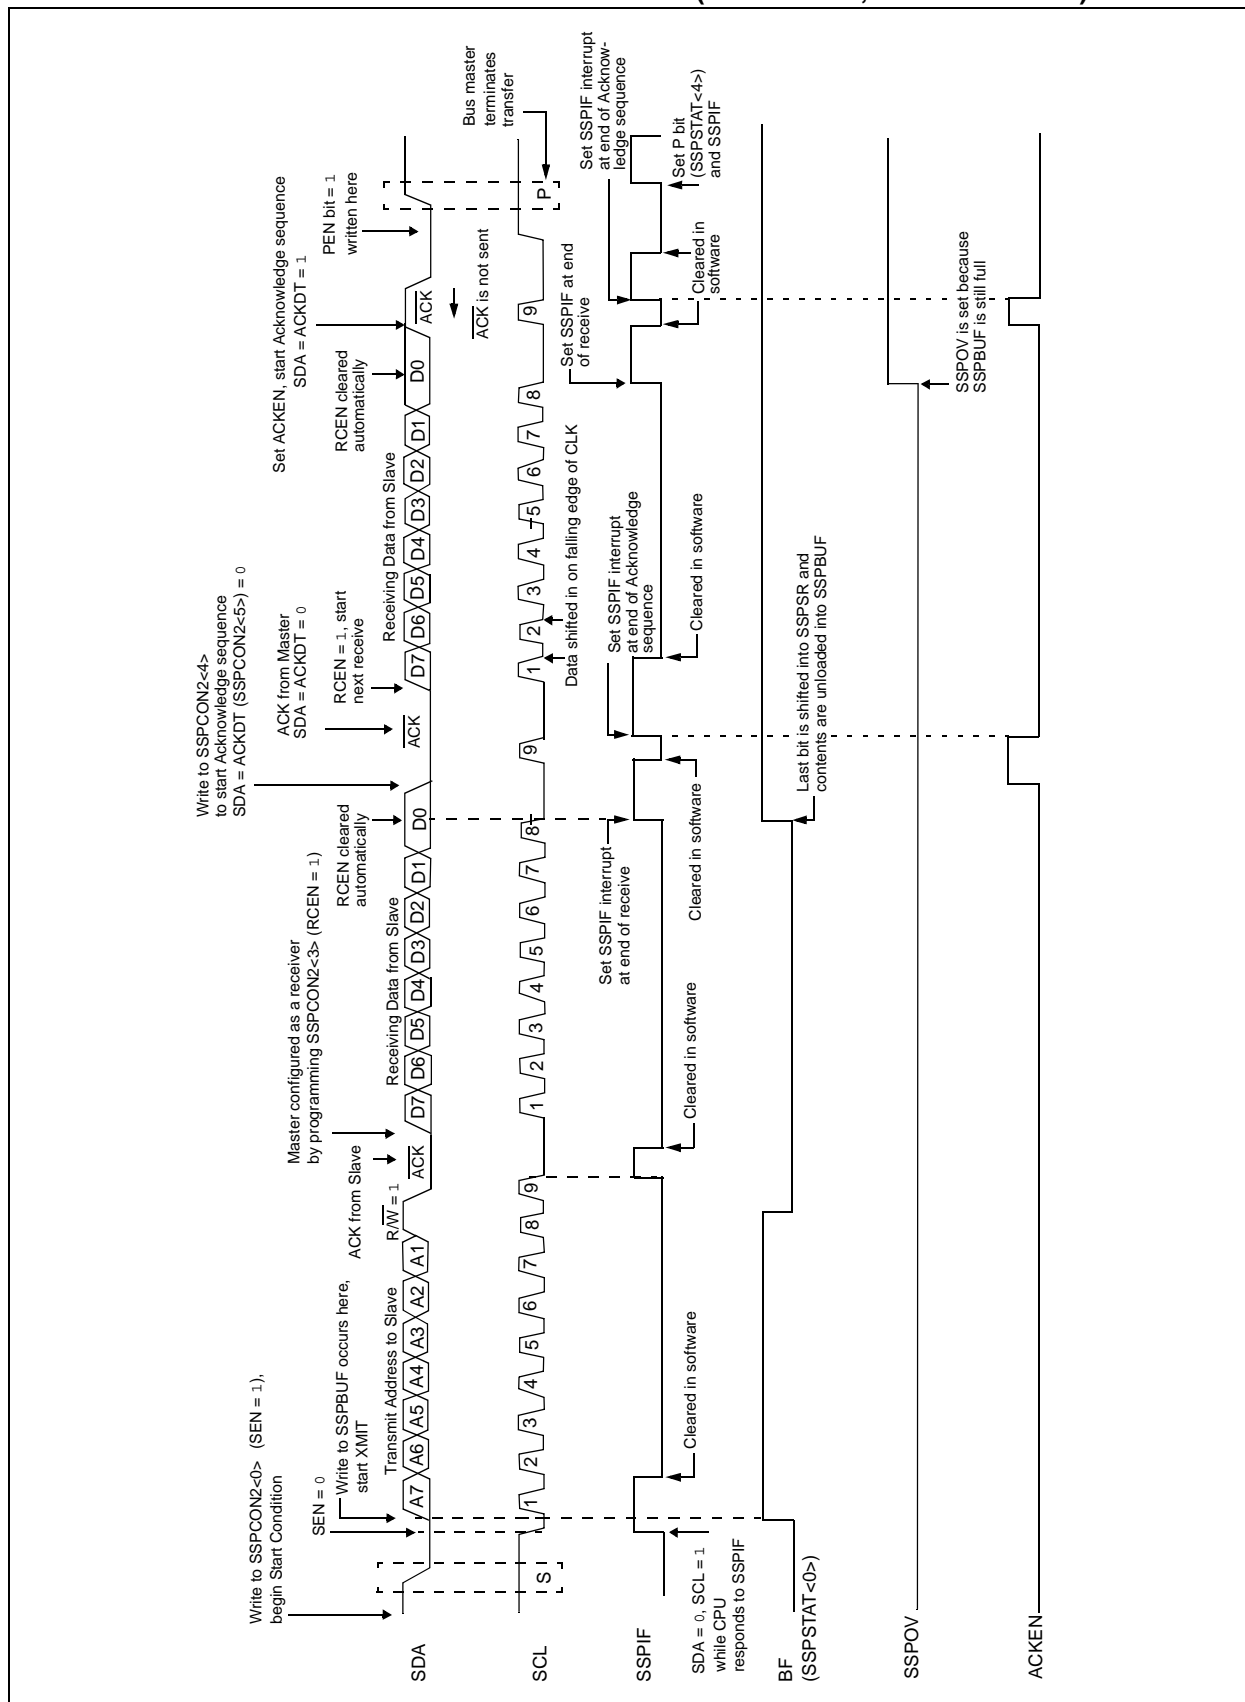 Write to SSPCON2<0> (SEN = 1),
begin Start Condition
SEN = 0
Write to SSPBUF occurs here,
start XMIT
Transmit Address to Slave
ACK from Slave
R/W = 1
Master configured as a receiver
by programming SSPCON2<3> (RCEN = 1)
Receiving Data from Slave
RCEN cleared
automatically
Write to SSPCON2<4>
to start Acknowledge sequence
SDA = ACKDT (SSPCON2<5>) = 0
ACK from Master
SDA = ACKDT = 0
RCEN = 1, start
next receive
Receiving Data from Slave
RCEN cleared
automatically
Set ACKEN, start Acknowledge sequence
SDA = ACKDT = 1
PEN bit = 1
written here
SDA
A7 A6 A5 A4 A3 A2 A1
ACK
D7 D6 D5 D4 D3 D2 D1 D0
ACK
D7 D6 D5 D4 D3 D2 D1 D0
ACK
ACK is not sent
Bus master
terminates
transfer
SCL
S
1 2 3 4 5 6 7 8 9
1 2 3 4 5 6 7 8 9
1 2 3 4 5 6 7 8 9
P
Data shifted in on falling edge of CLK
SSPIF
SDA = 0, SCL = 1
while CPU
responds to SSPIF
Cleared in software
Cleared in software
Set SSPIF interrupt
at end of receive
Cleared in software
Cleared in software
Set SSPIF interrupt
at end of Acknowledge
sequence
Cleared in software
Set SSPIF at end
of receive
Cleared in
software
Set SSPIF interrupt
at end of Acknow-
ledge sequence
Set P bit
(SSPSTAT<4>)
and SSPIF
BF
(SSPSTAT<0>)
Last bit is shifted into SSPSR and
contents are unloaded into SSPBUF
SSPOV
SSPOV is set because
SSPBUF is still full
ACKEN